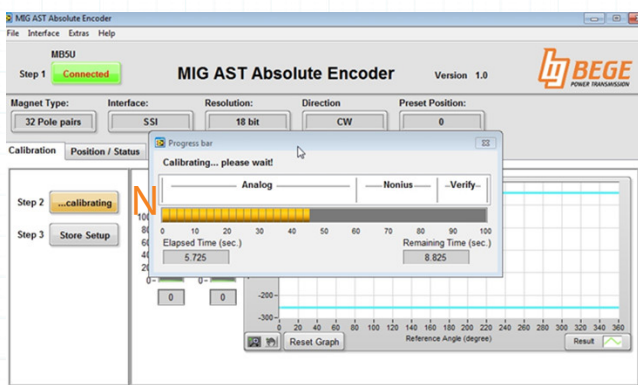 MIG AST Absolute Encoder
File Interface Extras Help
MB5U
Step 1 Connected
MIG AST Absolute Encoder
Version 1.0
BEGE
POWER TRANSMISSION
Magnet Type: Interface: Resolution: Direction Preset Position:
32 Pole pairs SSI 18 bit CW 0
Calibration Position / Status
Progress bar
Calibrating... please wait!
Analog Nonius Verify
0 10 20 30 40 50 60 70 80 90 100
Elapsed Time (sec.) Remaining Time (sec.)
5.725 8.825
Step 2 ...calibrating
Step 3 Store Setup
N
0 0
0 0
-200
-300
0 20 40 60 80 100 120 140 160 180 200 220 240 260 280 300 320 340 360
Reference Angle (degree)
Reset Graph
Result